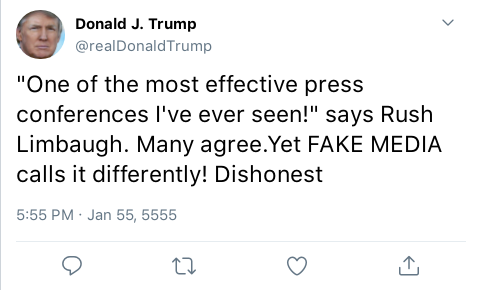 Donald J. Trump
@realDonaldTrump
"One of the most effective press
conferences I've ever seen!" says Rush
Limbaugh. Many agree.Yet FAKE MEDIA
calls it differently! Dishonest
5:55 PM · Jan 55, 5555